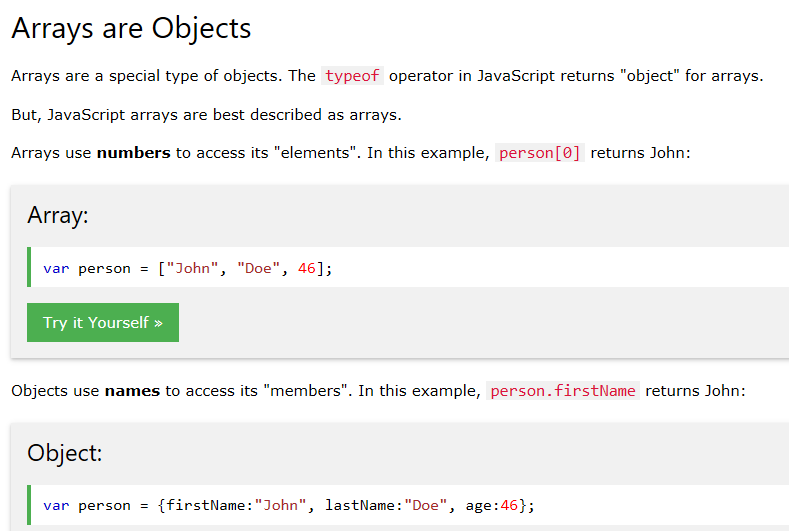 Arrays are Objects
Arrays are a special type of objects. The typeof operator in JavaScript returns "object" for arrays.
But, JavaScript arrays are best described as arrays.
Arrays use numbers to access its "elements". In this example, person[0] returns John:
Array:
var person = ["John", "Doe", 46];
Try it Yourself »
Objects use names to access its "members". In this example, person.firstName returns John:
Object:
var person = {firstName:"John", lastName:"Doe", age:46};